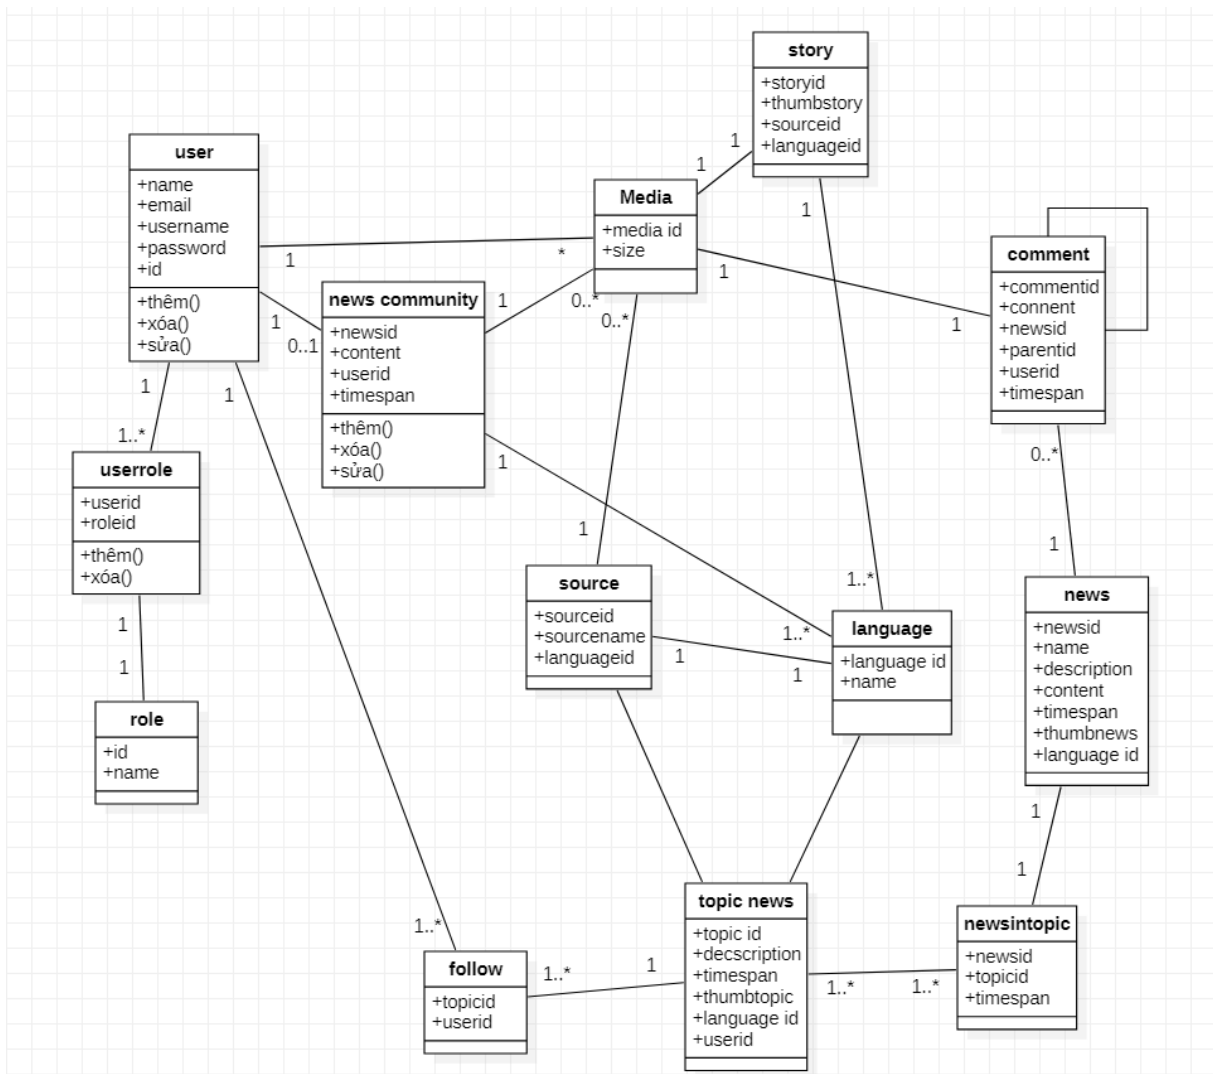 story
+storyid
+thumbstory
+sourceid
+languageid
user
+name
+email
+username
+password
+id
+thêm()
+xóa()
+sửa()
Media
+media id
+size
1
1
1
*
1
0..1
1
0..*
0..*
1
1
1
1
comment
+commentid
+connent
+newsid
+parentid
+userid
+timespan
news community
+newsid
+content
+userid
+timespan
+thêm()
+xóa()
+sửa()
1
1..*
1
1
0..*
1
1..*
1..*
userrole
+userid
+roleid
+thêm()
+xóa()
source
+sourceid
+sourcename
+languageid
1
1
language
+language id
+name
news
+newsid
+name
+description
+content
+timespan
+thumbnews
+language id
1
1
role
+id
+name
1
1
1..*
follow
+topicid
+userid
1..*
1
topic news
+topic id
+decscription
+timespan
+thumbtopic
+language id
+userid
1..*
1..*
newsintopic
+newsid
+topicid
+timespan